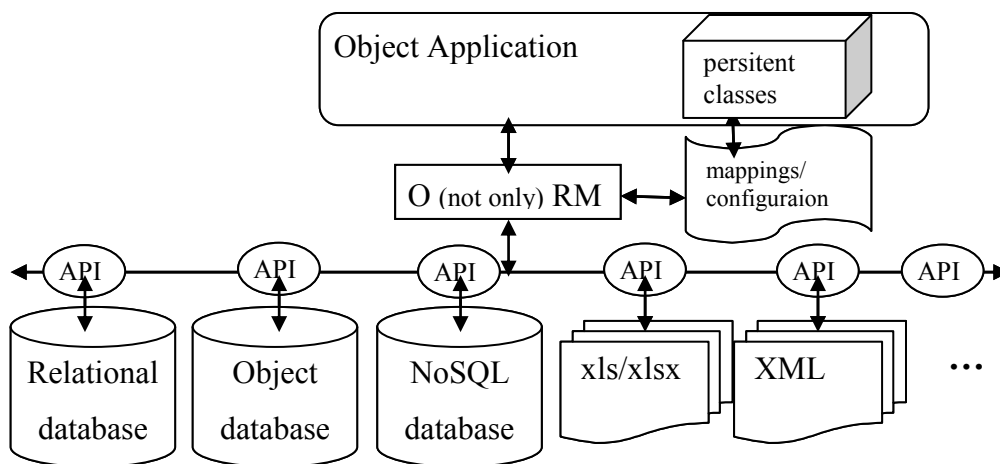 Object Application
persitent
classes
O (not only) RM
mappings/
configuraion
API API API API API API
Relational
database
Object
database
NoSQL
database
xls/xlsx
XML
...